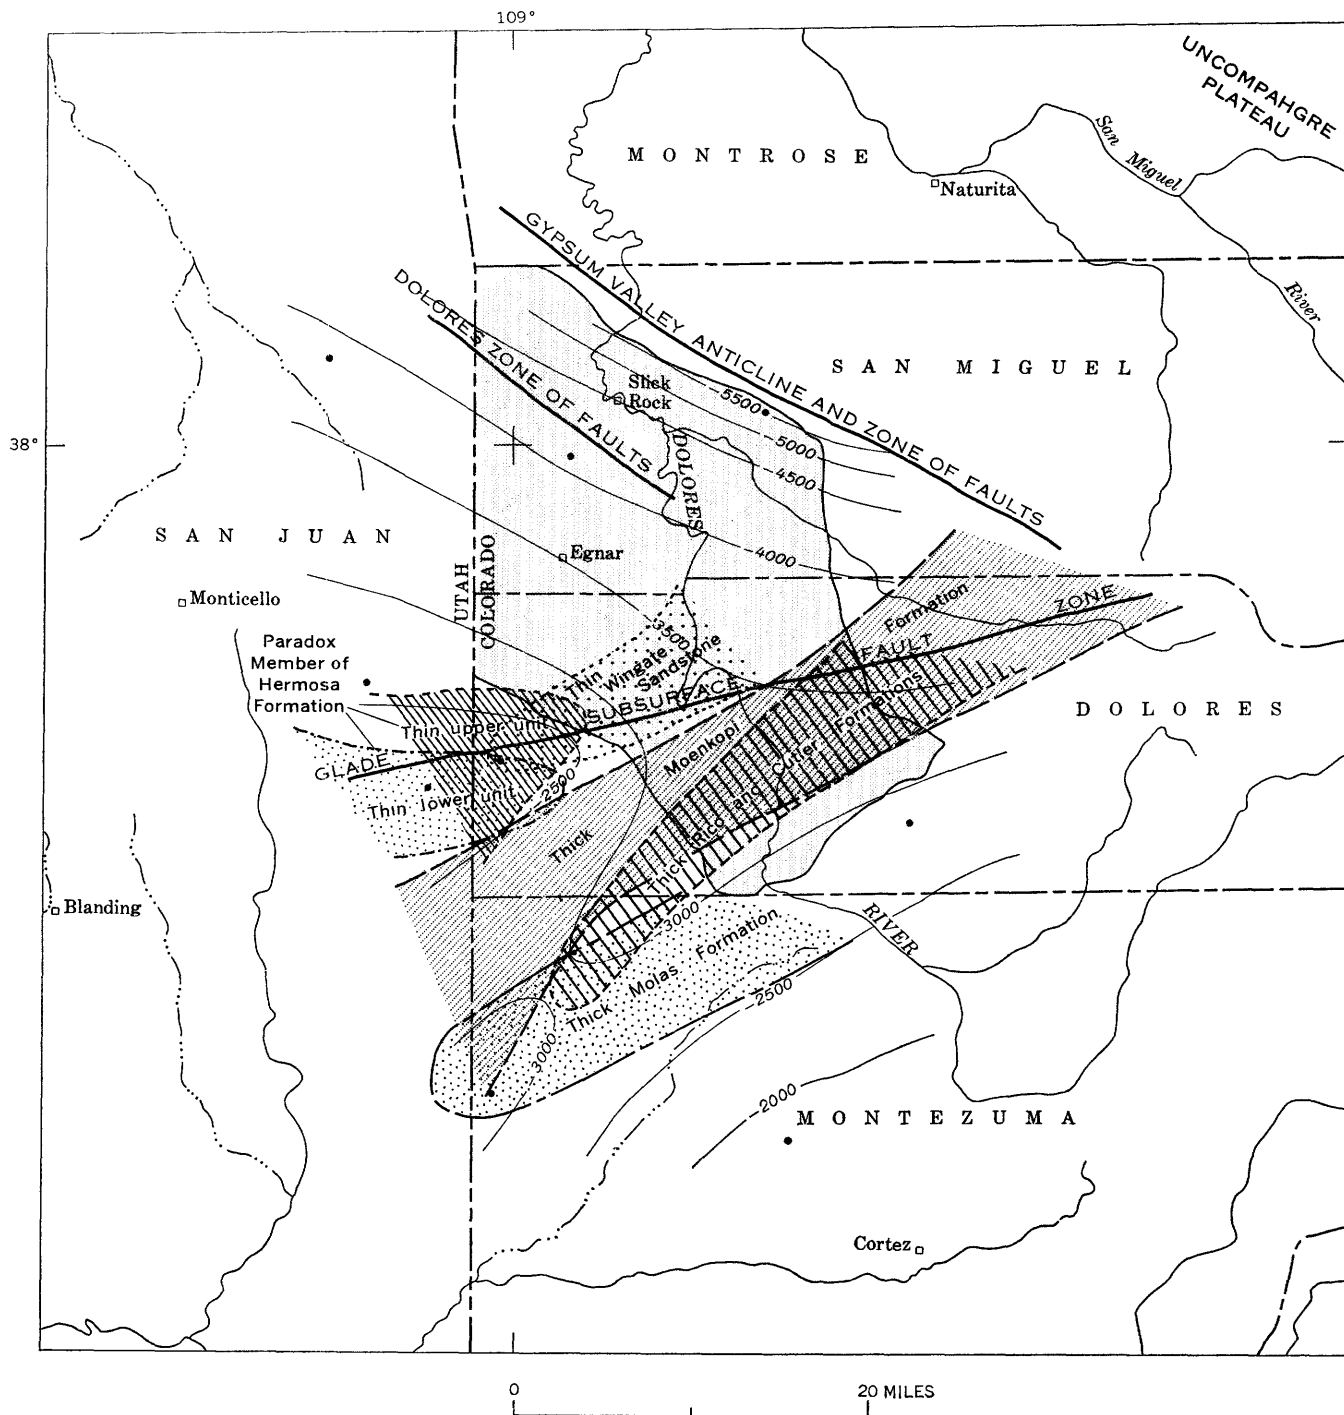 109°
UNCOMPAHGRE
PLATEAU
San Miguel
River
MONTROSE
Naturita
GYPSUM VALLEY ANTICLINE AND ZONE OF FAULTS
DOLORES ZONE OF FAULTS
SAN MIGUEL
Slick
Rock
5500
5000
4500
38°
DOLORES
SAN JUAN
UTAH
COLORADO
Egnar
4000
Monticello
Formation
ZONE
3500
FAULT
Paradox
Member of
Hermosa
Formation
Thin
Wingate
Sandstone
SUBSURFACE
Thin upper unit
DOLORES
GLADE
Moenkopi
Thick Rico and Cutler Formations
2500
Thin lower unit
Thick
Blanding
3000
RIVER
Thick Molas Formation
2500
3000
2000
MONTEZUMA
Cortez
0
20 MILES